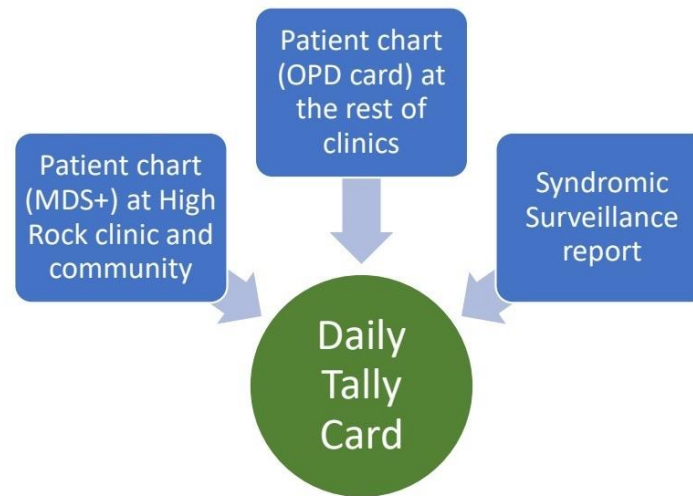 Patient chart
(OPD card) at
the rest of
clinics
Patient chart
(MDS+) at High
Rock clinic and
community
Syndromic
Surveillance
report
Daily
Tally
Card